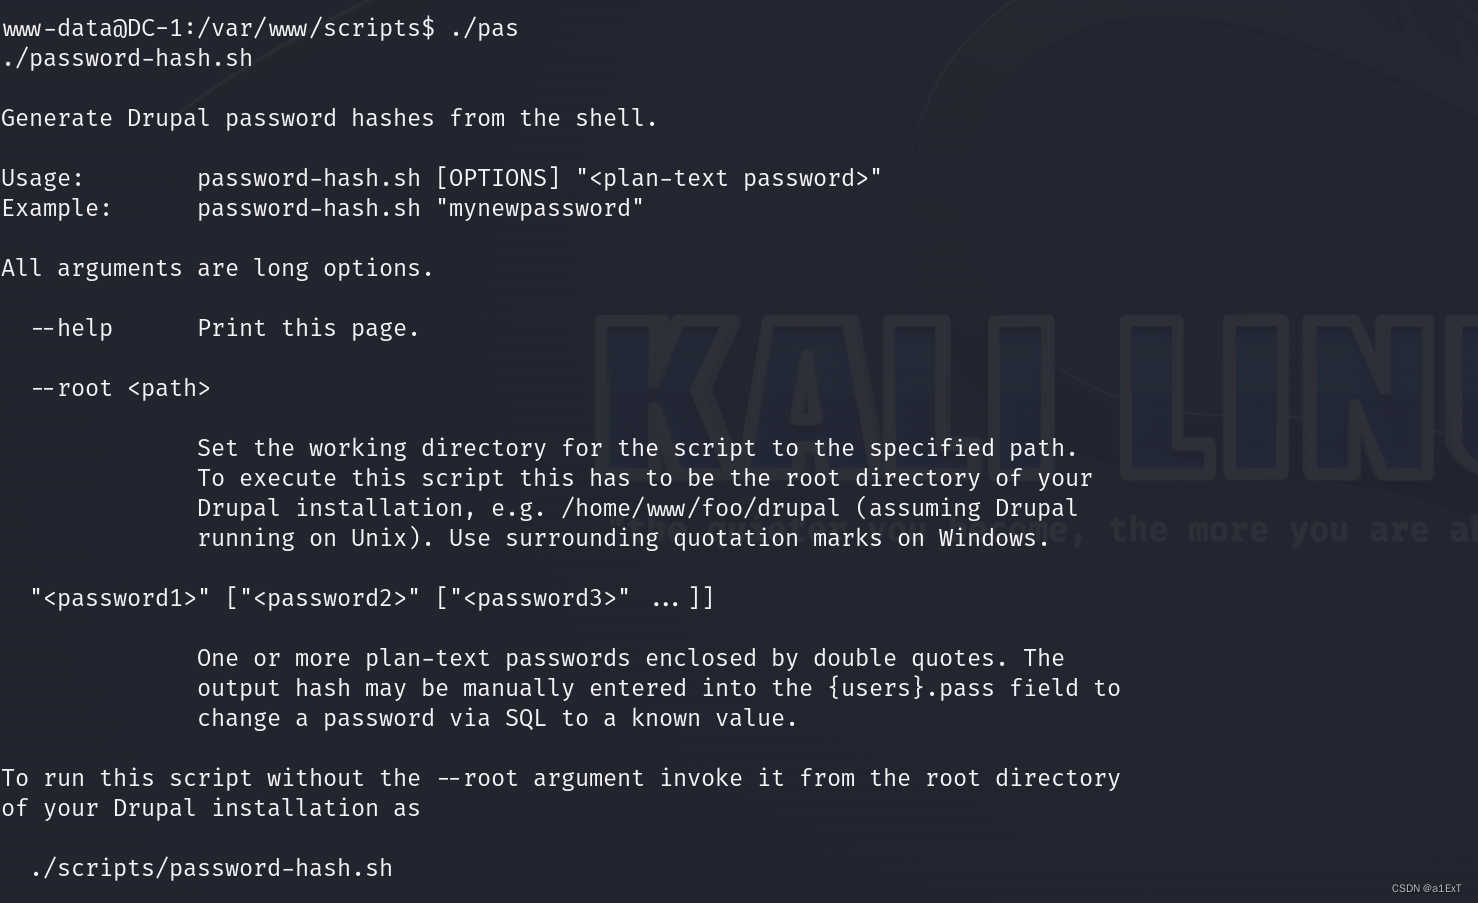 www-data@DC-1:/var/www/scripts$ ./pas
./password-hash.sh
Generate Drupal password hashes from the shell.
Usage:        password-hash.sh [OPTIONS] "<plan-text password>"
Example:      password-hash.sh "mynewpassword"
All arguments are long options.
  --help      Print this page.
  --root <path>
              Set the working directory for the script to the specified path.
              To execute this script this has to be the root directory of your
              Drupal installation, e.g. /home/www/foo/drupal (assuming Drupal
              running on Unix). Use surrounding quotation marks on Windows.
  "<password1>" ["<password2>" ["<password3>" ...]]
              One or more plan-text passwords enclosed by double quotes. The
              output hash may be manually entered into the {users}.pass field to
              change a password via SQL to a known value.
To run this script without the --root argument invoke it from the root directory
of your Drupal installation as
  ./scripts/password-hash.sh
KALI LINU
"the quieter you become, the more you are a
CSDN @a1ExT